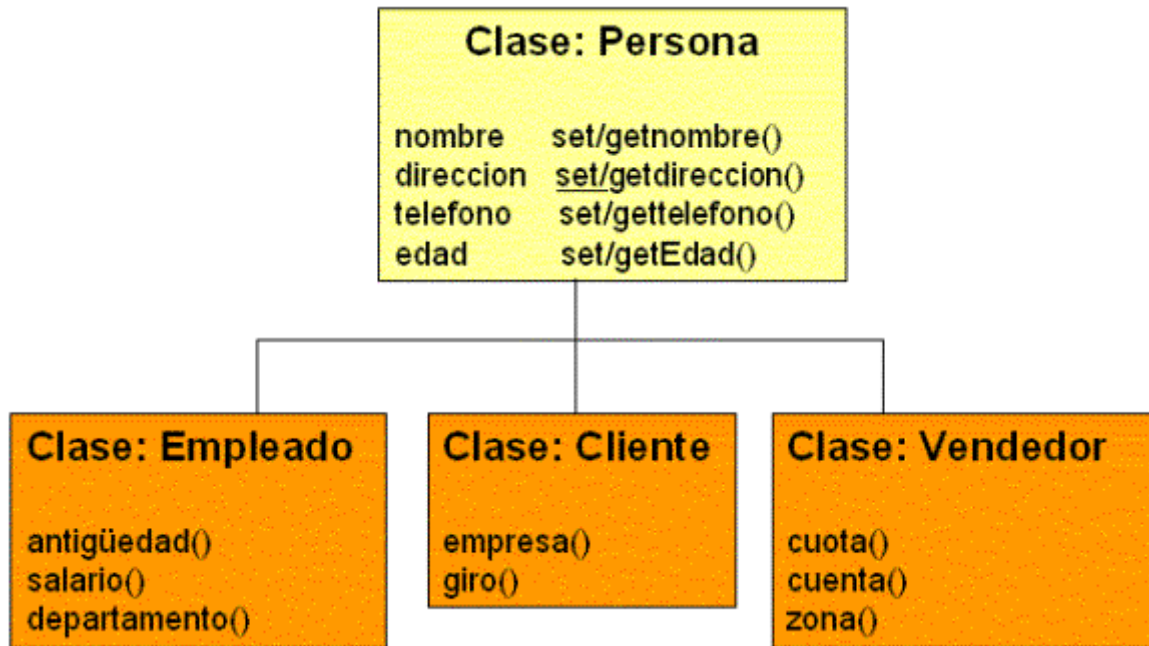 Clase: Persona
nombre set/getnombre()
direccion set/getdireccion()
telefono set/gettelefono()
edad set/getEdad()
Clase: Empleado
antigüedad()
salario()
departamento()
Clase: Cliente
empresa()
giro()
Clase: Vendedor
cuota()
cuenta()
zona()